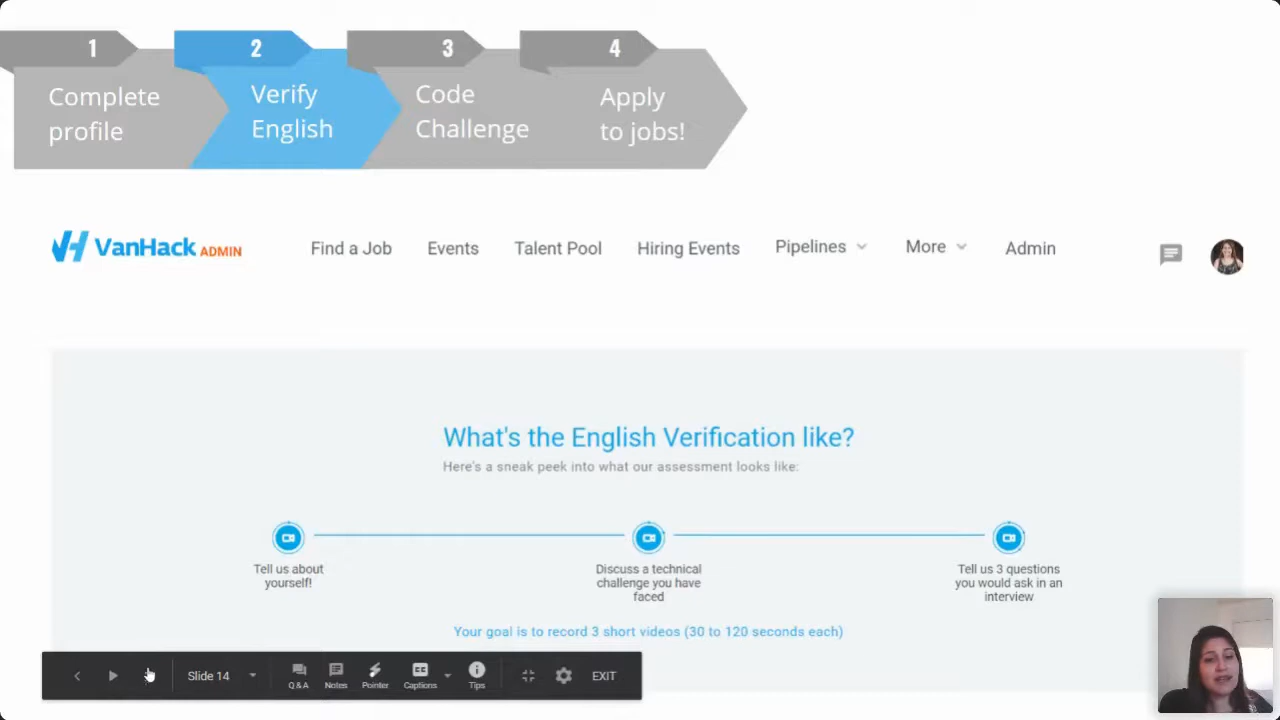 1
2
3
4
Complete
profile
Verify
English
Code
Challenge
Apply
to jobs!
VanHack ADMIN
Find a Job
Events
Talent Pool
Hiring Events
Pipelines
More
Admin
What's the English Verification like?
Here's a sneak peek into what our assessment looks like:
Tell us about
yourself!
Discuss a technical
challenge you have
faced
Tell us 3 questions
you would ask in an
interview
Your goal is to record 3 short videos (30 to 120 seconds each)
Slide 14
Q&A
Notes
Pointer
CC
Captions
Tips
EXIT